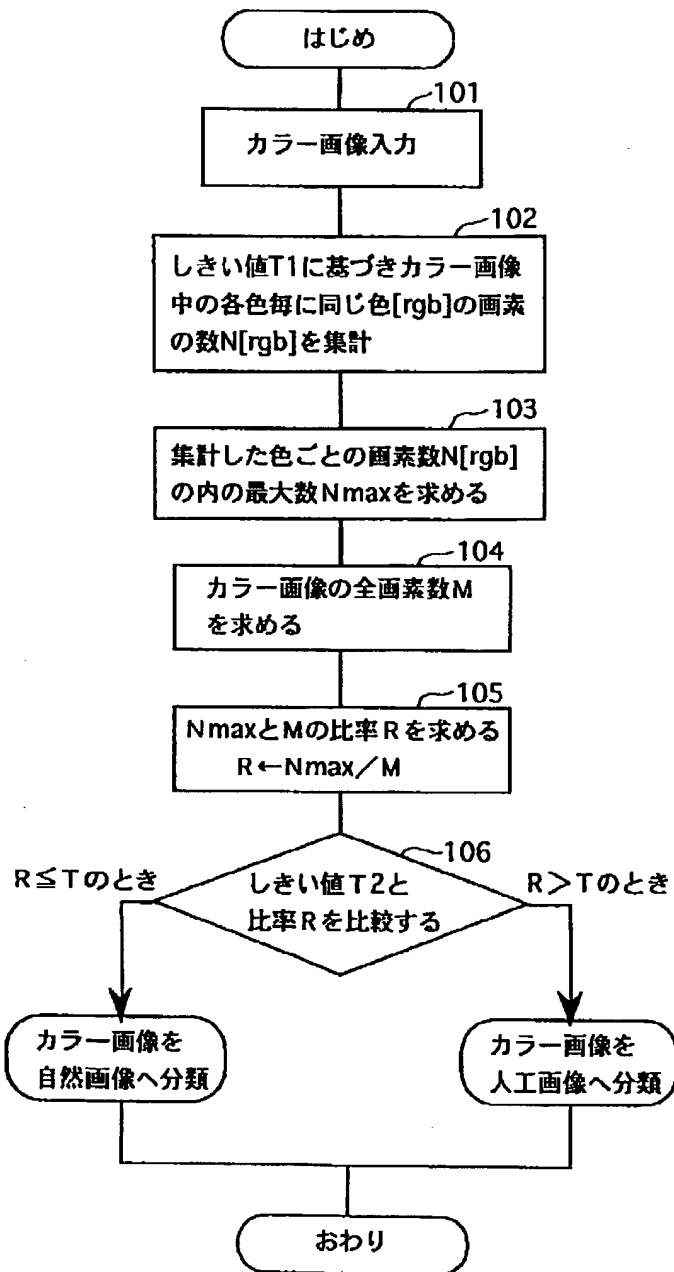 はじめ
101
カラー画像入力
102
しきい値T1に基づきカラー画像
中の各色毎に同じ色[rgb]の画素
の数N[rgb]を集計
103
集計した色ごとの画素数N[rgb]
の内の最大数Nmaxを求める
104
カラー画像の全画素数M
を求める
105
NmaxとMの比率Rを求める
R←Nmax／M
106
R≦Tのとき
しきい値T2と
比率Rを比較する
R＞Tのとき
カラー画像を
自然画像へ分類
カラー画像を
人工画像へ分類
おわり